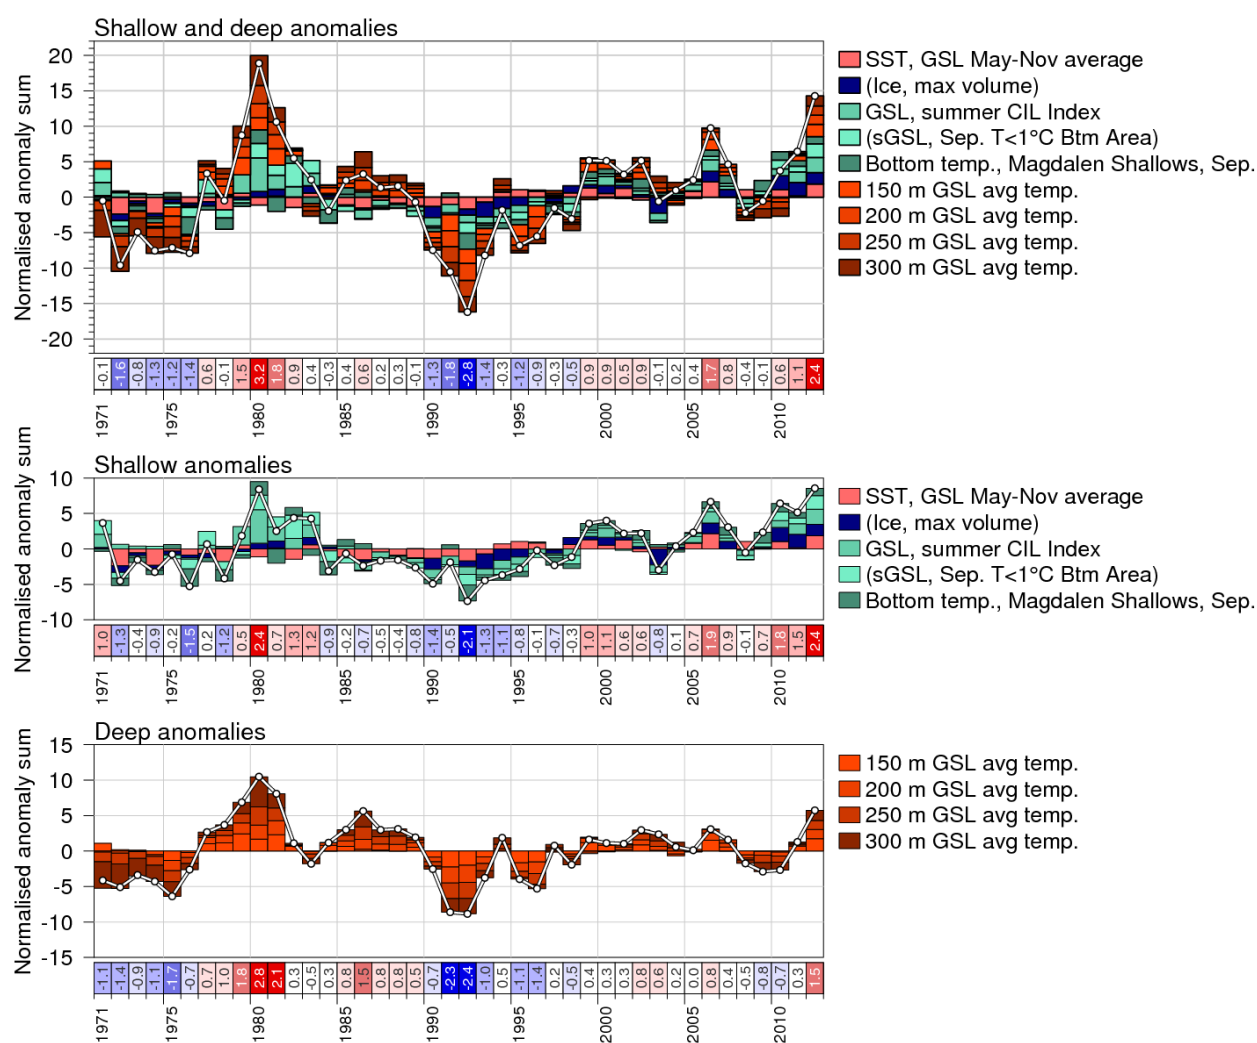 Shallow and deep anomalies
Normalised anomaly sum
20
15
10
5
0
-5
-10
-15
-20
SST, GSL May-Nov average
(Ice, max volume)
GSL, summer CIL Index
(sGSL, Sep. T<1°C Btm Area)
Bottom temp., Magdalen Shallows, Sep.
150 m GSL avg temp.
200 m GSL avg temp.
250 m GSL avg temp.
300 m GSL avg temp.
-0.1 -1.6 -0.8 -1.3 -1.2 -1.4 0.6 -0.1 1.5 3.2 1.8 0.9 0.4 -0.3 0.4 0.6 0.2 0.3 -0.1 -1.3 -1.8 -2.8 -1.4 -0.3 -1.2 -0.9 -0.3 -0.5 0.9 0.9 0.5 0.9 -0.1 0.2 0.4 1.7 0.8 -0.4 -0.1 0.6 1.1 2.4
1971 1975 1980 1985 1990 1995 2000 2005 2010
Shallow anomalies
Normalised anomaly sum
10
5
0
-5
-10
SST, GSL May-Nov average
(Ice, max volume)
GSL, summer CIL Index
(sGSL, Sep. T<1°C Btm Area)
Bottom temp., Magdalen Shallows, Sep.
1.0 -1.3 -0.4 -0.9 -0.2 -1.5 0.2 -1.2 0.5 2.4 0.7 1.3 1.2 -0.9 -0.2 -0.7 -0.5 -0.4 -0.8 -1.4 -0.5 -2.1 -1.3 -1.1 -0.8 -0.1 -0.7 -0.3 1.0 1.1 0.6 0.6 -0.8 0.1 0.7 1.9 0.9 -0.1 0.7 1.8 1.5 2.4
1971 1975 1980 1985 1990 1995 2000 2005 2010
Deep anomalies
Normalised anomaly sum
15
10
5
0
-5
-10
-15
150 m GSL avg temp.
200 m GSL avg temp.
250 m GSL avg temp.
300 m GSL avg temp.
-1.1 -1.4 -0.9 -1.1 -1.7 -0.7 0.7 1.0 1.8 2.8 2.1 0.3 -0.5 0.3 0.8 1.5 0.8 0.8 0.5 -0.7 -2.3 -2.4 -1.0 0.5 -1.1 -1.4 0.2 -0.5 0.4 0.3 0.3 0.8 0.6 0.2 0.0 0.8 0.4 -0.5 -0.8 -0.7 0.3 1.5
1971 1975 1980 1985 1990 1995 2000 2005 2010